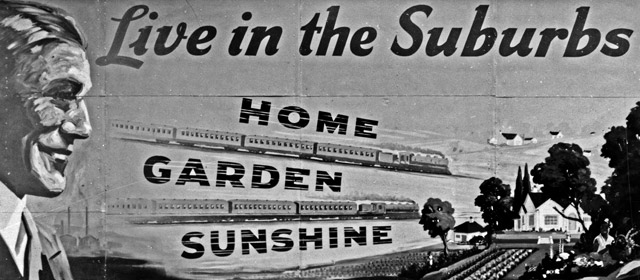 Live in the Suburbs
HOME
GARDEN
SUNSHINE